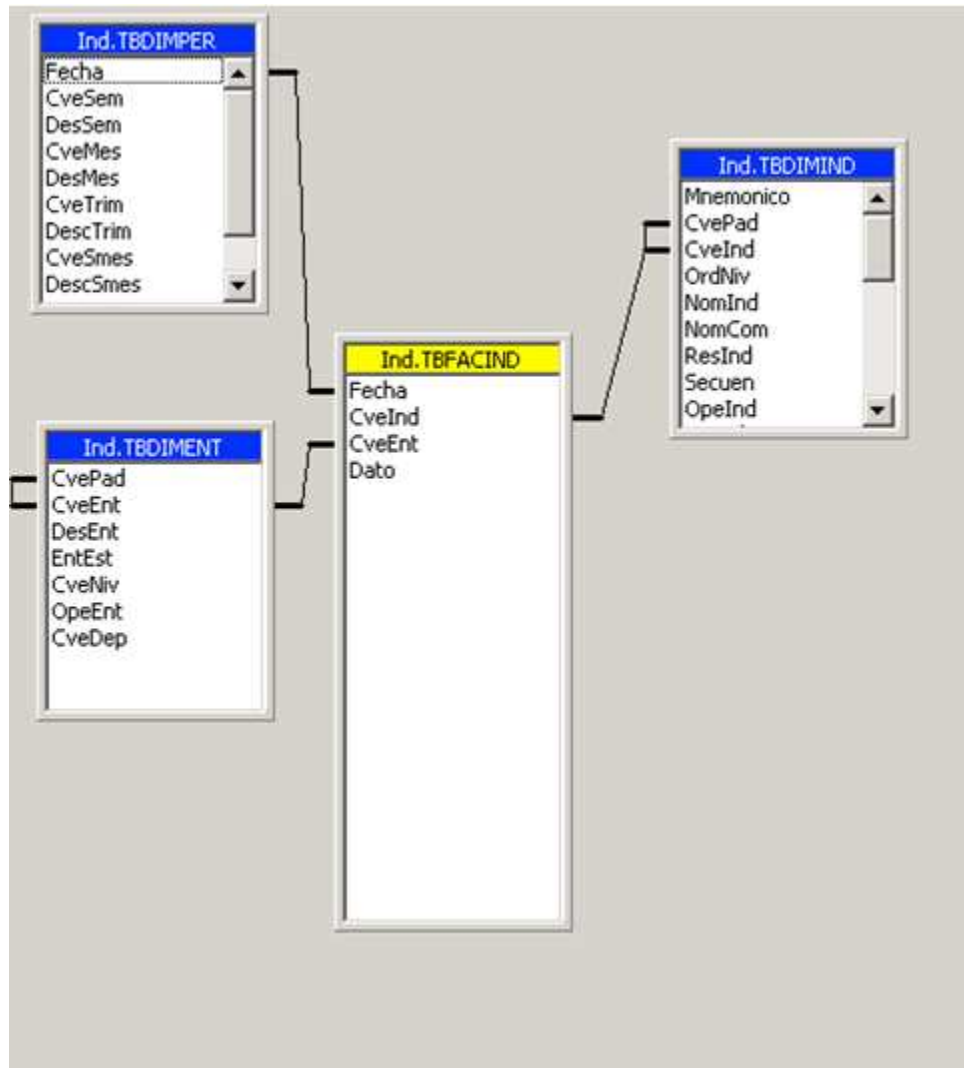 Ind.TBDIMPER
Fecha
CveSem
DesSem
CveMes
DesMes
CveTrim
DescTrim
CveSmes
DescSmes
Ind.TBDIMIND
Mnemonico
CvePad
CveInd
OrdNiv
NomInd
NomCom
ResInd
Secuen
OpeInd
Ind.TBFACIND
Fecha
CveInd
CveEnt
Dato
Ind.TBDIMENT
CvePad
CveEnt
DesEnt
EntEst
CveNiv
OpeEnt
CveDep